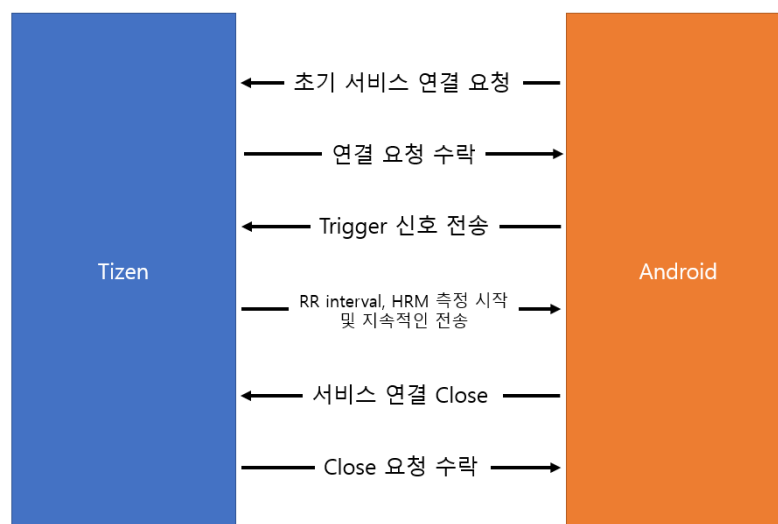 초기 서비스 연결 요청
연결 요청 수락
Trigger 신호 전송
Tizen
Android
RR interval, HRM 측정 시작
및 지속적인 전송
서비스 연결 Close
Close 요청 수락